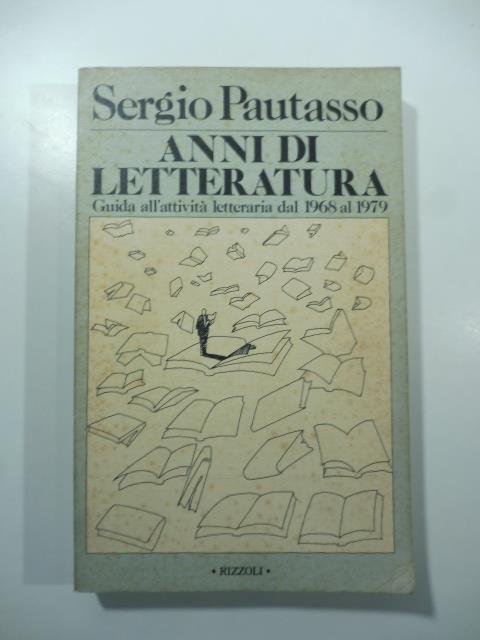 Sergio Pautasso
ANNI DI
LETTERATURA
Guida all'attività letteraria dal 1968 al 1979
• RIZZOLI •